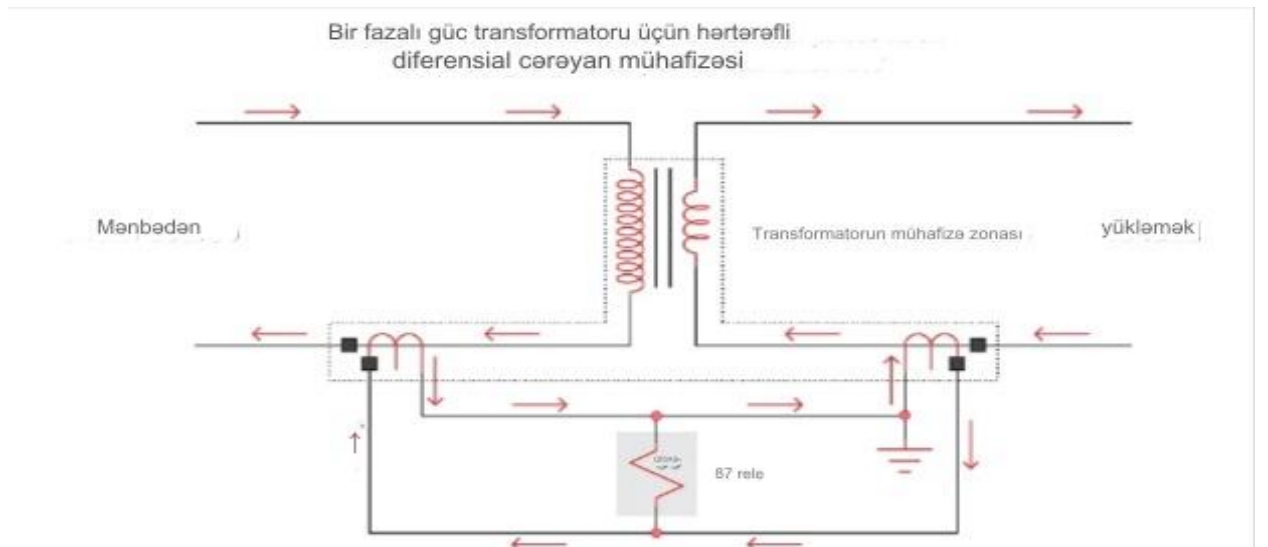 Bir fazalı güc transformatoru üçün hərtərəfli
diferensial cərəyan mühafizəsi
Mənbədən
Transformatorun mühafizə zonası
yükləmək
87 rele